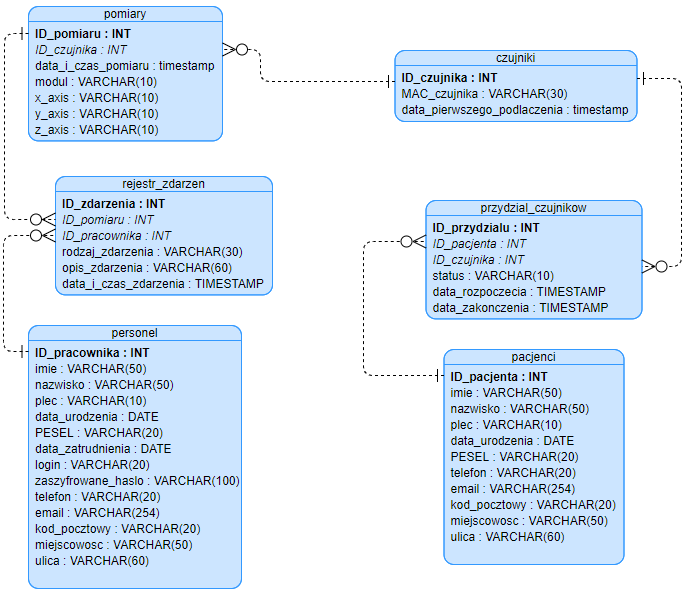 pomiary
ID_pomiaru : INT
ID_czujnika : INT
data_i_czas_pomiaru : timestamp
modul : VARCHAR(10)
x_axis : VARCHAR(10)
y_axis : VARCHAR(10)
z_axis : VARCHAR(10)
czujniki
ID_czujnika : INT
MAC_czujnika : VARCHAR(30)
data_pierwszego_podlaczenia : timestamp
rejestr_zdarzen
ID_zdarzenia : INT
ID_pomiaru : INT
ID_pracownika : INT
rodzaj_zdarzenia : VARCHAR(30)
opis_zdarzenia : VARCHAR(60)
data_i_czas_zdarzenia : TIMESTAMP
przydzial_czujnikow
ID_przydzialu : INT
ID_pacjenta : INT
ID_czujnika : INT
status : VARCHAR(10)
data_rozpoczecia : TIMESTAMP
data_zakonczenia : TIMESTAMP
personel
ID_pracownika : INT
imie : VARCHAR(50)
nazwisko : VARCHAR(50)
plec : VARCHAR(10)
data_urodzenia : DATE
PESEL : VARCHAR(20)
data_zatrudnienia : DATE
login : VARCHAR(20)
zaszyfrowane_haslo : VARCHAR(100)
telefon : VARCHAR(20)
email : VARCHAR(254)
kod_pocztowy : VARCHAR(20)
miejscowosc : VARCHAR(50)
ulica : VARCHAR(60)
pacjenci
ID_pacjenta : INT
imie : VARCHAR(50)
nazwisko : VARCHAR(50)
plec : VARCHAR(10)
data_urodzenia : DATE
PESEL : VARCHAR(20)
telefon : VARCHAR(20)
email : VARCHAR(254)
kod_pocztowy : VARCHAR(20)
miejscowosc : VARCHAR(50)
ulica : VARCHAR(60)